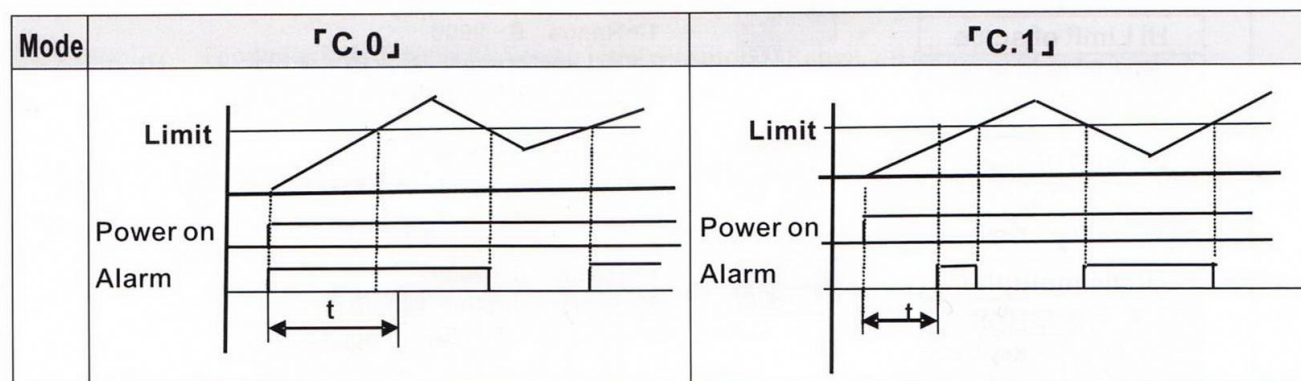 Mode
「C.0」
「C.1」
Limit
Power on
Alarm
t
Limit
Power on
Alarm
t